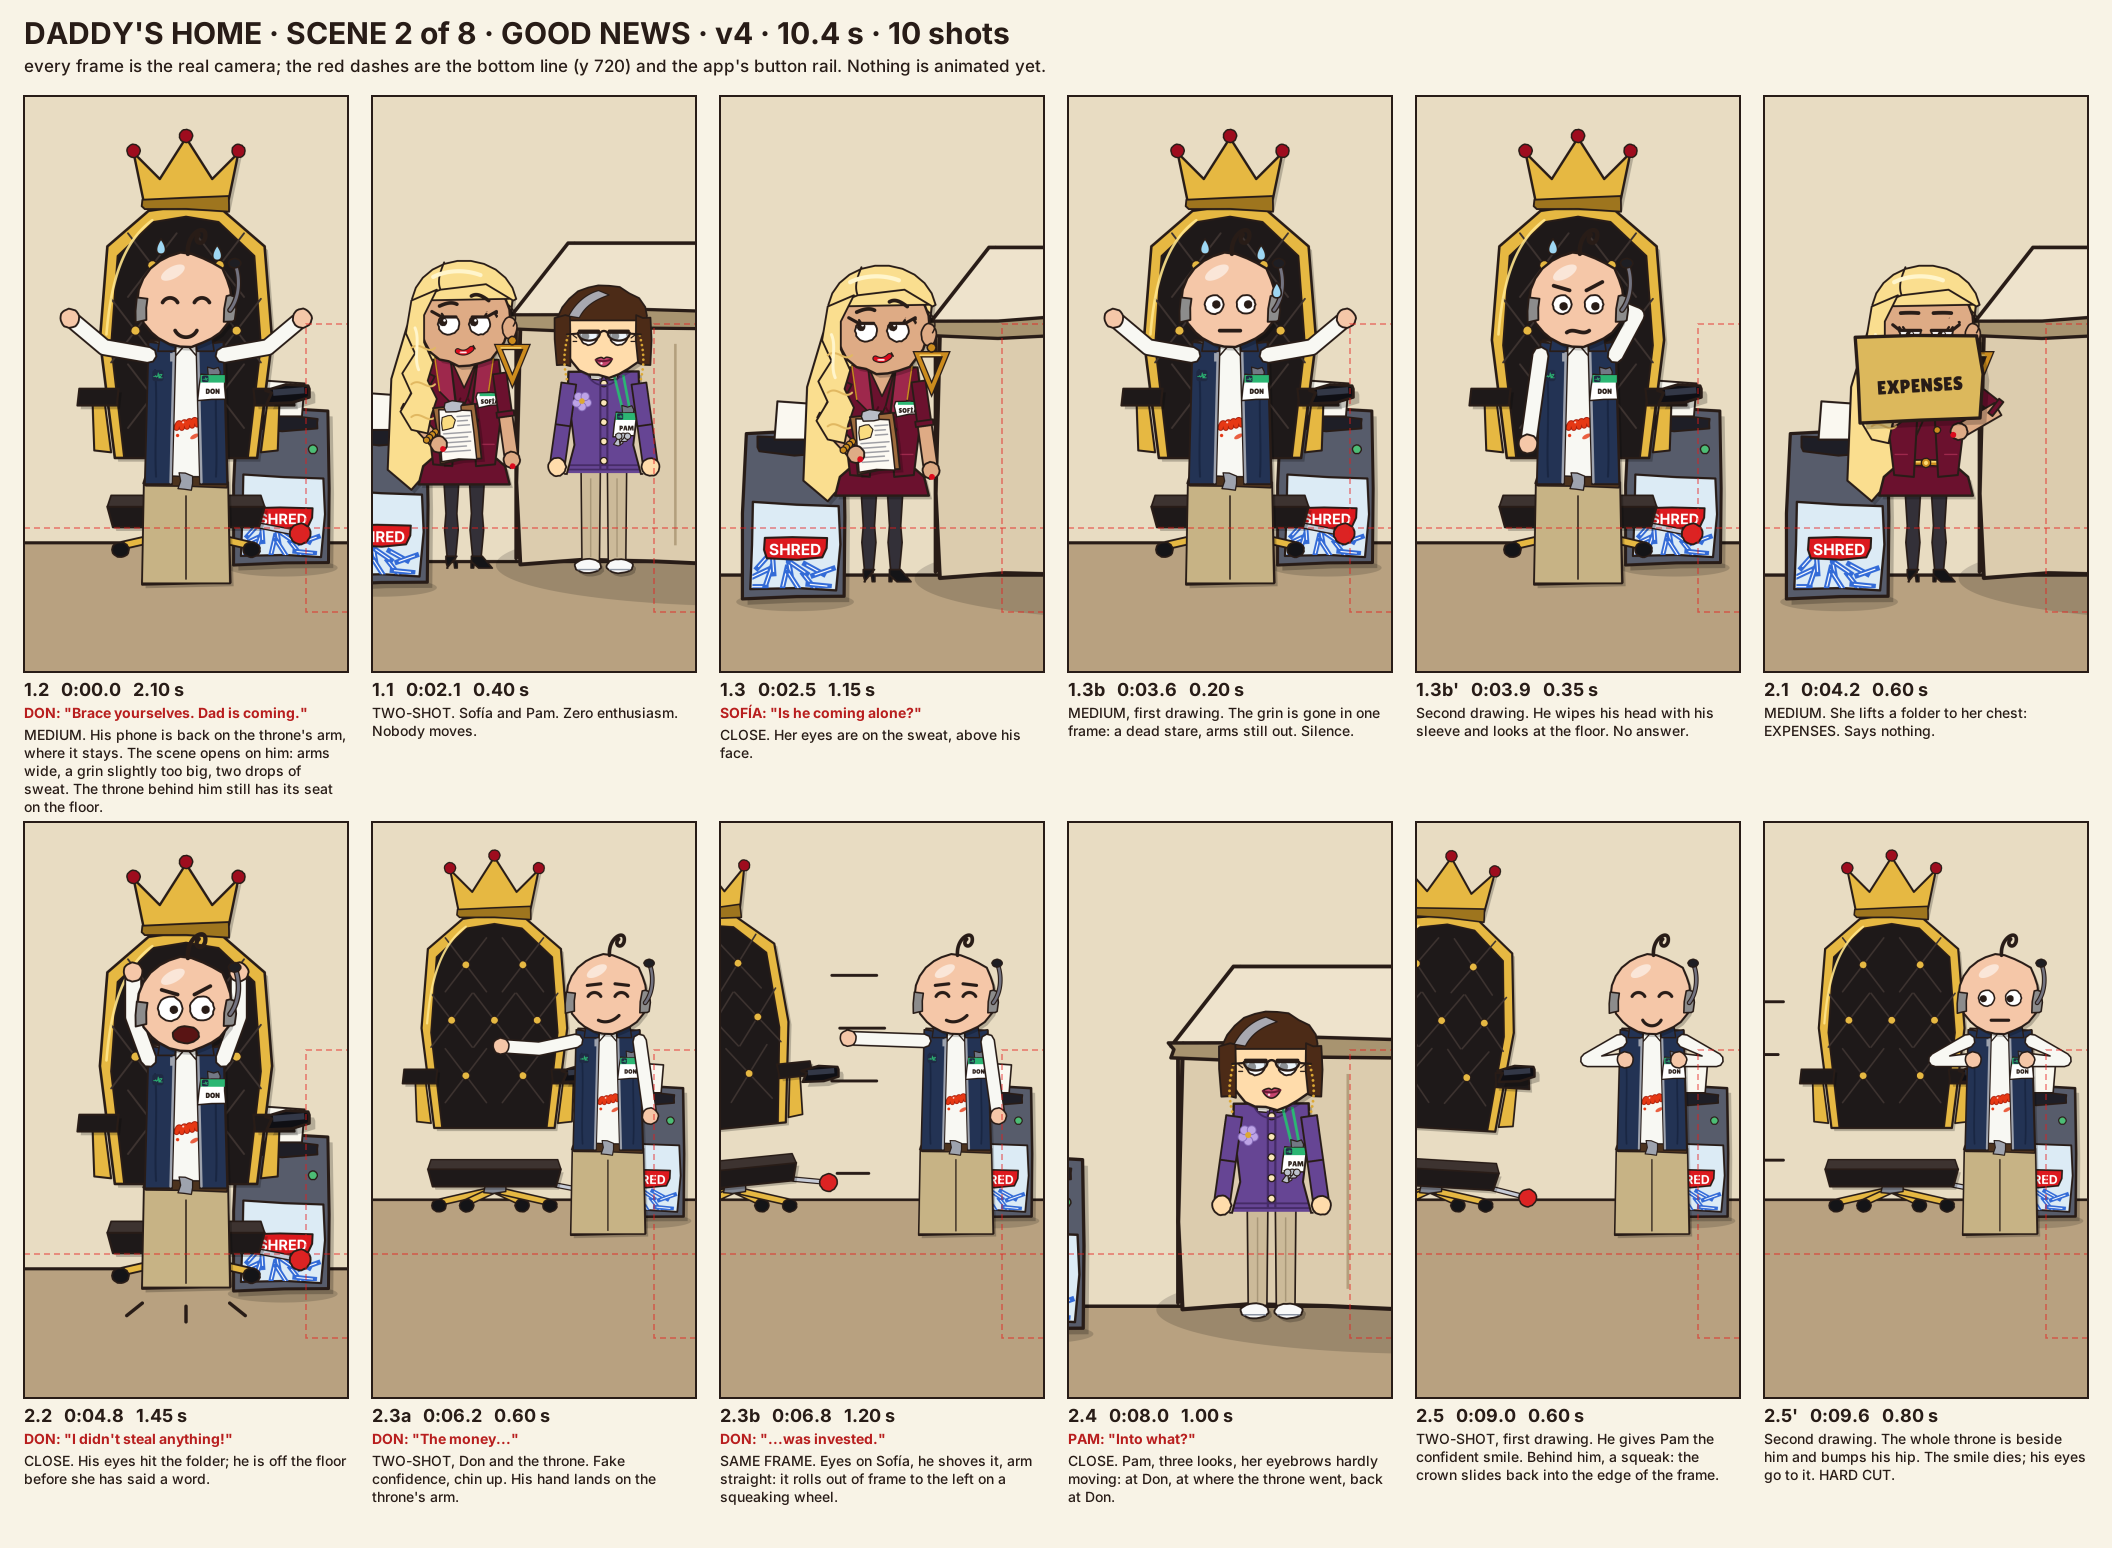 DADDY'S HOME · SCENE 2 of 8 · GOOD NEWS · v4 · 10.4 s · 10 shots
every frame is the real camera; the red dashes are the bottom line (y 720) and the app's button rail. Nothing is animated yet.
DON
SHRED
SOFÍ
PAM
RED
SOFÍ
SHRED
DON
SHRED
DON
SHRED
EXPENSES
SHRED
1.2 0:00.0 2.10 s
DON: "Brace yourselves. Dad is coming."
MEDIUM. His phone is back on the throne's arm,
where it stays. The scene opens on him: arms
wide, a grin slightly too big, two drops of
sweat. The throne behind him still has its seat
on the floor.
1.1 0:02.1 0.40 s
TWO-SHOT. Sofía and Pam. Zero enthusiasm.
Nobody moves.
1.3 0:02.5 1.15 s
SOFÍA: "Is he coming alone?"
CLOSE. Her eyes are on the sweat, above his
face.
1.3b 0:03.6 0.20 s
MEDIUM, first drawing. The grin is gone in one
frame: a dead stare, arms still out. Silence.
1.3b' 0:03.9 0.35 s
Second drawing. He wipes his head with his
sleeve and looks at the floor. No answer.
2.1 0:04.2 0.60 s
MEDIUM. She lifts a folder to her chest:
EXPENSES. Says nothing.
DON
SHRED
DON
RED
DON
RED
PAM
RED
DON
RED
2.2 0:04.8 1.45 s
DON: "I didn't steal anything!"
CLOSE. His eyes hit the folder; he is off the floor
before she has said a word.
2.3a 0:06.2 0.60 s
DON: "The money…"
TWO-SHOT, Don and the throne. Fake
confidence, chin up. His hand lands on the
throne's arm.
2.3b 0:06.8 1.20 s
DON: "…was invested."
SAME FRAME. Eyes on Sofía, he shoves it, arm
straight: it rolls out of frame to the left on a
squeaking wheel.
2.4 0:08.0 1.00 s
PAM: "Into what?"
CLOSE. Pam, three looks, her eyebrows hardly
moving: at Don, at where the throne went, back
at Don.
2.5 0:09.0 0.60 s
TWO-SHOT, first drawing. He gives Pam the
confident smile. Behind him, a squeak: the
crown slides back into the edge of the frame.
2.5' 0:09.6 0.80 s
Second drawing. The whole throne is beside
him and bumps his hip. The smile dies; his eyes
go to it. HARD CUT.